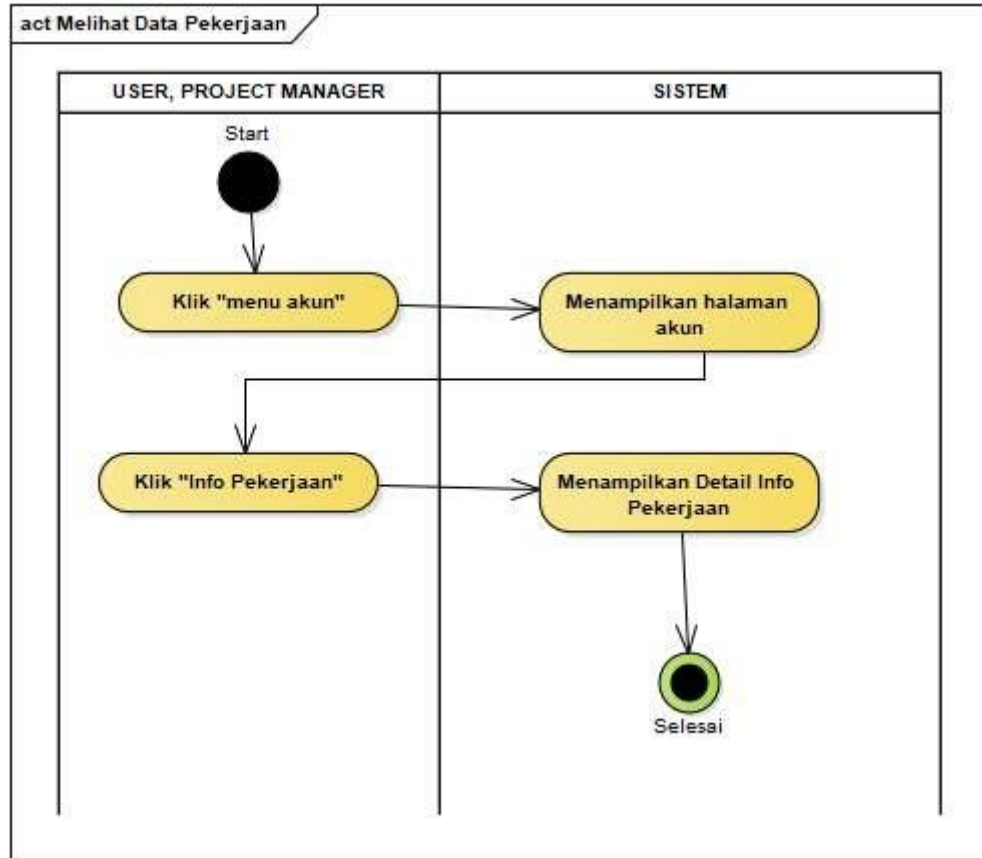 act Melihat Data Pekerjaan
USER, PROJECT MANAGER
SISTEM
Start
Klik "menu akun"
Menampilkan halaman
akun
Klik "Info Pekerjaan"
Menampilkan Detail Info
Pekerjaan
Selesai